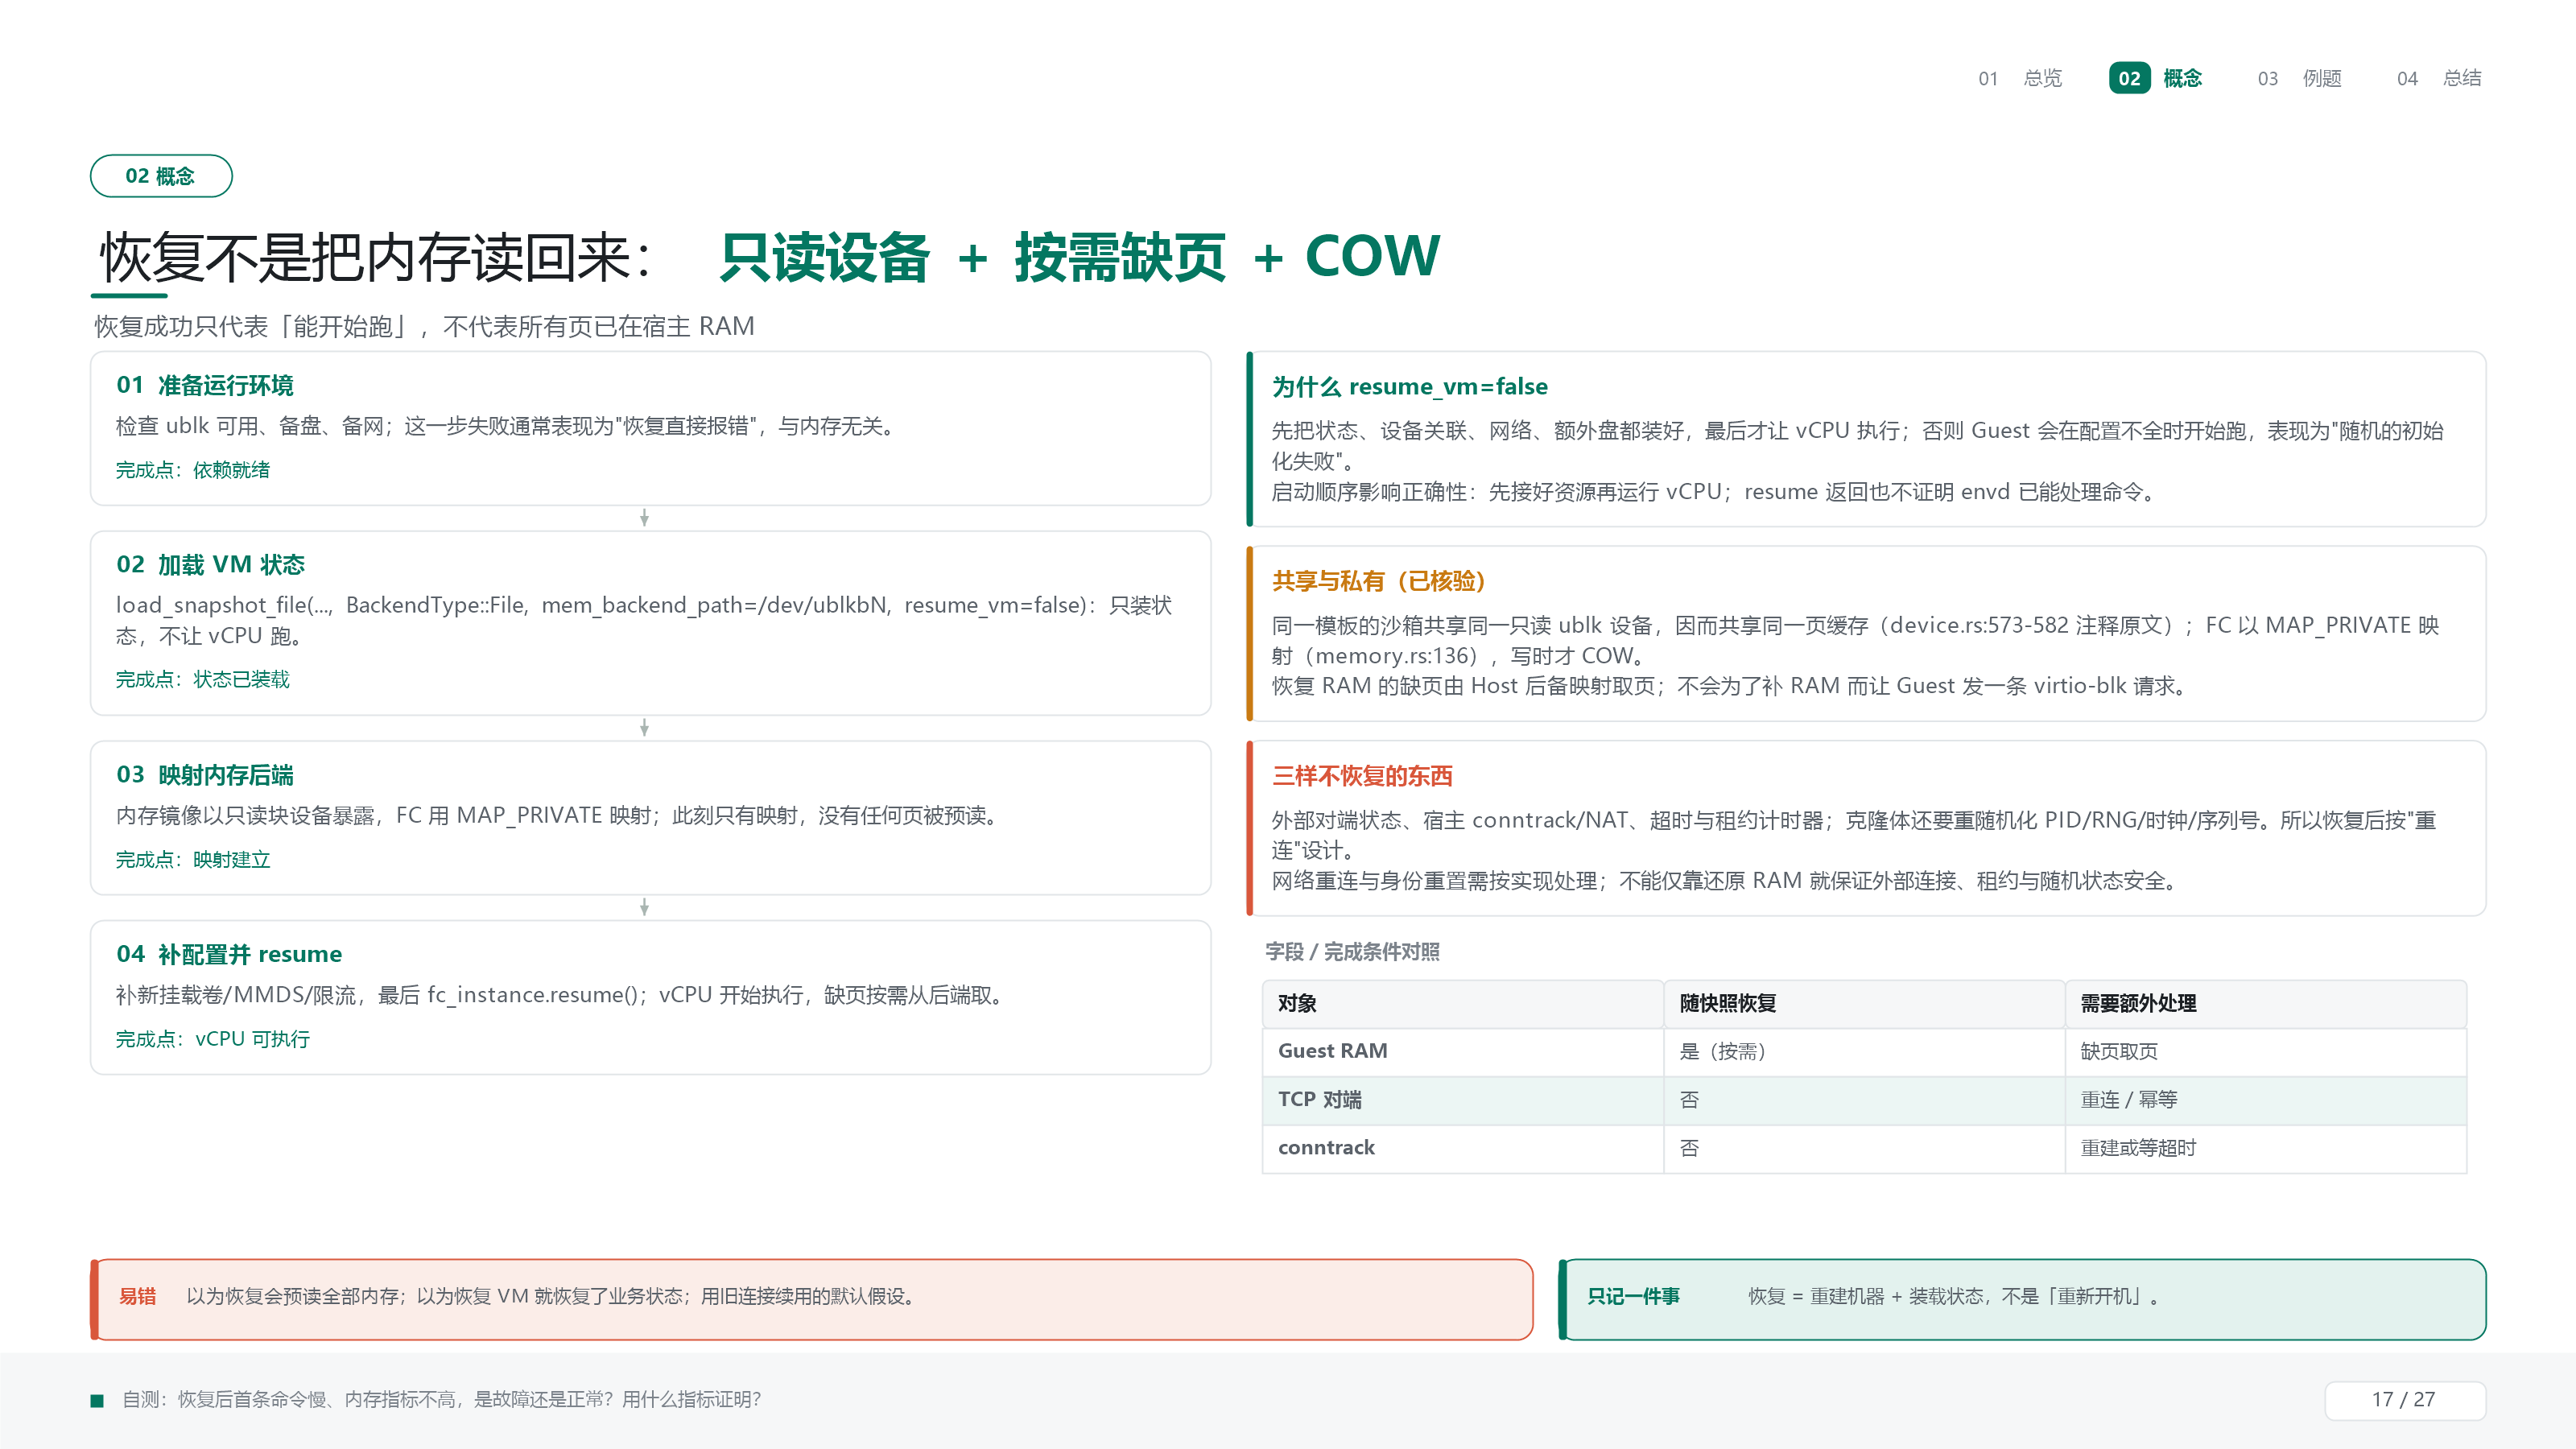 01 总览 02 概念 03 例题 04 总结
02 概念
恢复不是把内存读回来： 只读设备 + 按需缺页 + COW
恢复成功只代表「能开始跑」，不代表所有页已在宿主 RAM
01 准备运行环境
检查 ublk 可用、备盘、备网；这一步失败通常表现为"恢复直接报错"，与内存无关。
完成点：依赖就绪
02 加载 VM 状态
load_snapshot_file(..., BackendType::File, mem_backend_path=/dev/ublkbN, resume_vm=false)：只装状
态，不让 vCPU 跑。
完成点：状态已装载
03 映射内存后端
内存镜像以只读块设备暴露，FC 用 MAP_PRIVATE 映射；此刻只有映射，没有任何页被预读。
完成点：映射建立
04 补配置并 resume
补新挂载卷/MMDS/限流，最后 fc_instance.resume()；vCPU 开始执行，缺页按需从后端取。
完成点：vCPU 可执行
为什么 resume_vm=false
先把状态、设备关联、网络、额外盘都装好，最后才让 vCPU 执行；否则 Guest 会在配置不全时开始跑，表现为"随机的初始
化失败"。
启动顺序影响正确性：先接好资源再运行 vCPU；resume 返回也不证明 envd 已能处理命令。
共享与私有（已核验）
同一模板的沙箱共享同一只读 ublk 设备，因而共享同一页缓存（device.rs:573-582 注释原文）；FC 以 MAP_PRIVATE 映
射（memory.rs:136），写时才 COW。
恢复 RAM 的缺页由 Host 后备映射取页；不会为了补 RAM 而让 Guest 发一条 virtio-blk 请求。
三样不恢复的东西
外部对端状态、宿主 conntrack/NAT、超时与租约计时器；克隆体还要重随机化 PID/RNG/时钟/序列号。所以恢复后按"重
连"设计。
网络重连与身份重置需按实现处理；不能仅靠还原 RAM 就保证外部连接、租约与随机状态安全。
字段 / 完成条件对照
对象 随快照恢复 需要额外处理
Guest RAM 是（按需） 缺页取页
TCP 对端 否 重连 / 幂等
conntrack 否 重建或等超时
易错 以为恢复会预读全部内存；以为恢复 VM 就恢复了业务状态；用旧连接续用的默认假设。
只记一件事 恢复 = 重建机器 + 装载状态，不是「重新开机」。
自测：恢复后首条命令慢、内存指标不高，是故障还是正常？用什么指标证明？
17 / 27